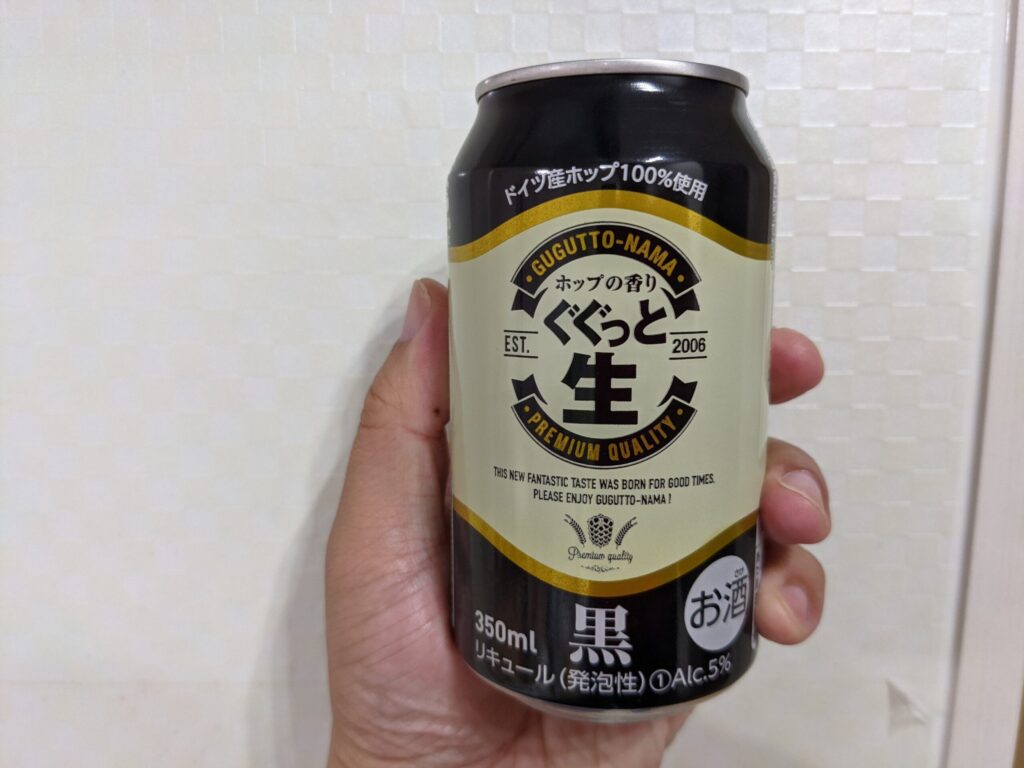 ドイツ産ホップ100%使用
GUGUTTO-NAMA
ホップの香り
ぐぐっと
EST. 2006
生
PREMIUM QUALITY
THIS NEW FANTASTIC TASTE WAS BORN FOR GOOD TIMES.
PLEASE ENJOY GUGUTTO-NAMA !
Premium quality
さけ
お酒
350ml 黒
リキュール(発泡性)①Alc.5%